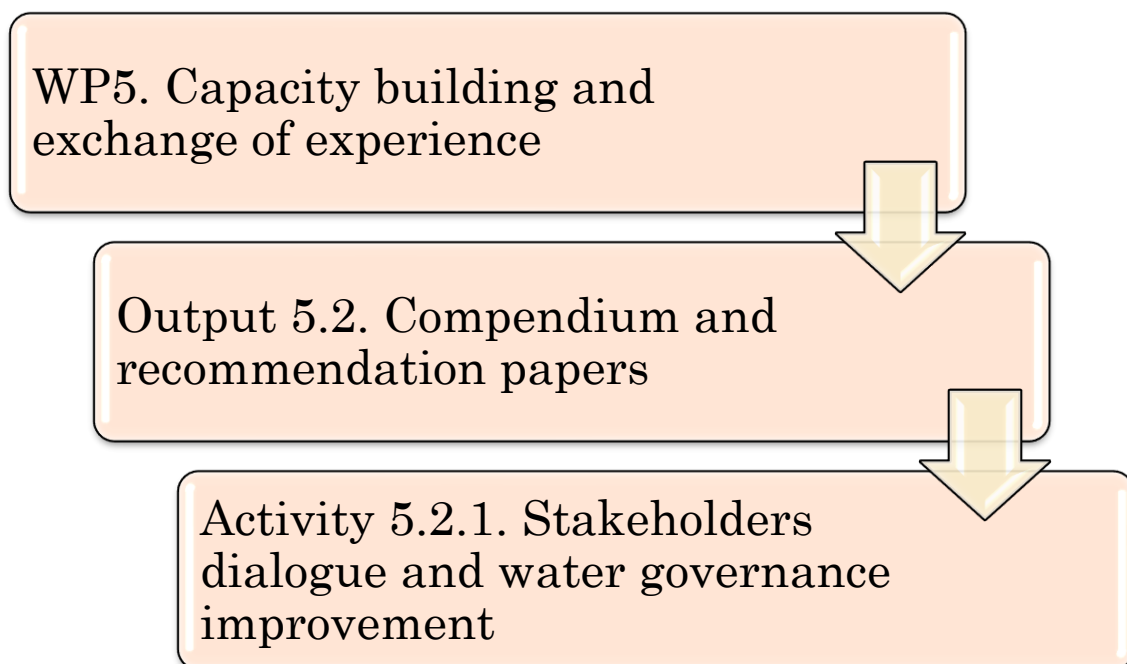 WP5. Capacity building and
exchange of experience
Output 5.2. Compendium and
recommendation papers
Activity 5.2.1. Stakeholders
dialogue and water governance
improvement